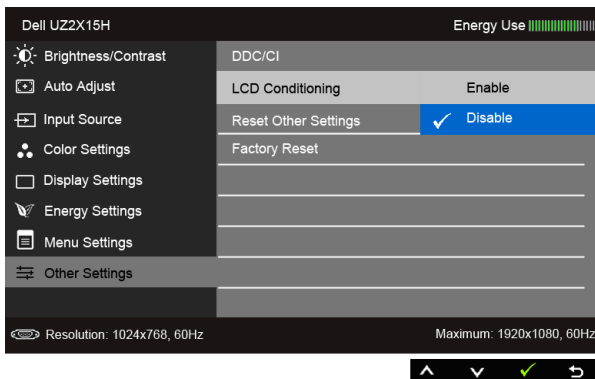 Dell UZ2X15H Energy Use
Brightness/Contrast DDC/CI
Auto Adjust LCD Conditioning Enable
Input Source Reset Other Settings Disable
Color Settings Factory Reset
Display Settings
Energy Settings
Menu Settings
Other Settings
Resolution: 1024x768, 60Hz Maximum: 1920x1080, 60Hz